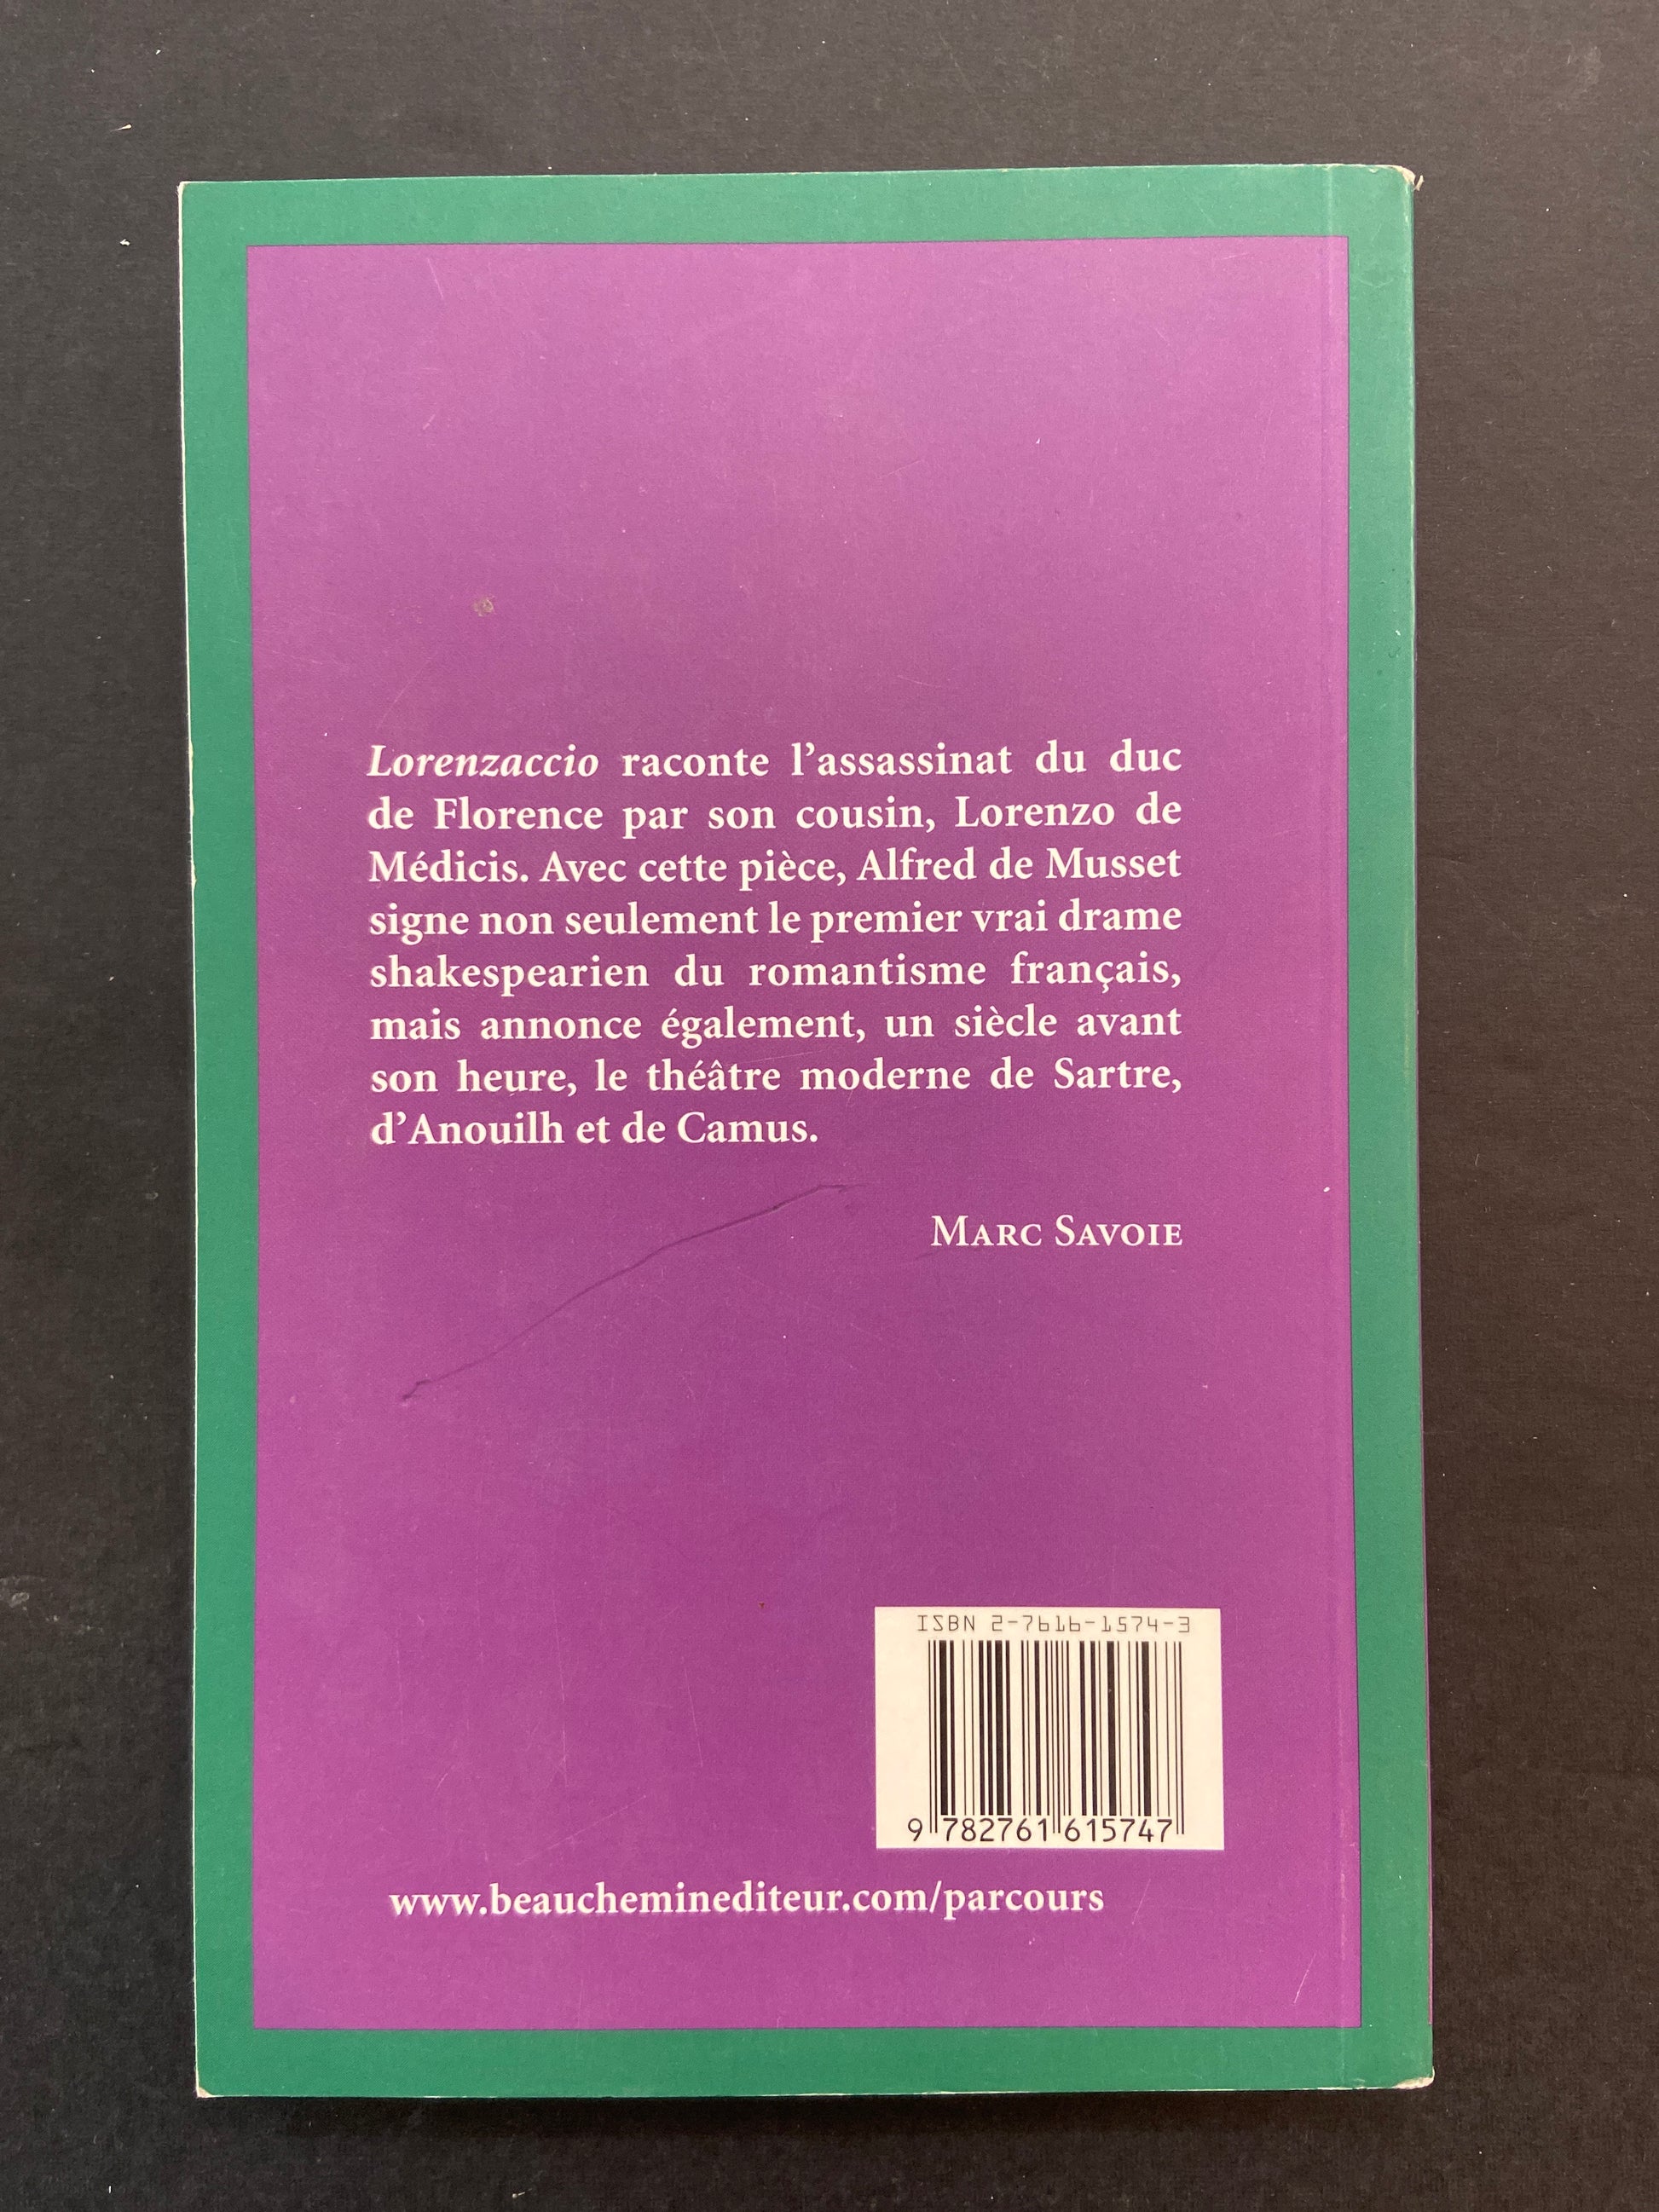 Lorenzaccio raconte l'assassinat du duc
de Florence par son cousin, Lorenzo de
Médicis. Avec cette pièce, Alfred de Musset
signe non seulement le premier vrai drame
shakespearien du romantisme français,
mais annonce également, un siècle avant
son heure, le théâtre moderne de Sartre,
d'Anouilh et de Camus.
MARC SAVOIE
ISBN 2-7616-1574-3
9 782761 615747
www.beaucheminediteur.com/parcours